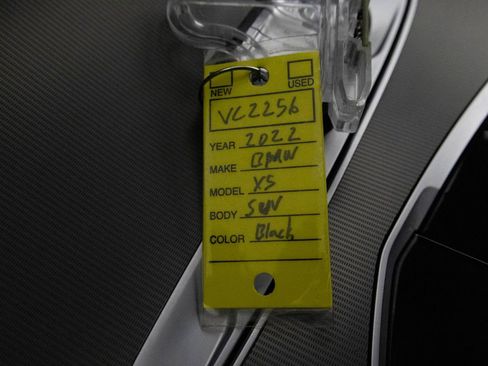 NEW USED
VC2256
YEAR 2022
MAKE BMW
MODEL X5
BODY SUV
COLOR Black